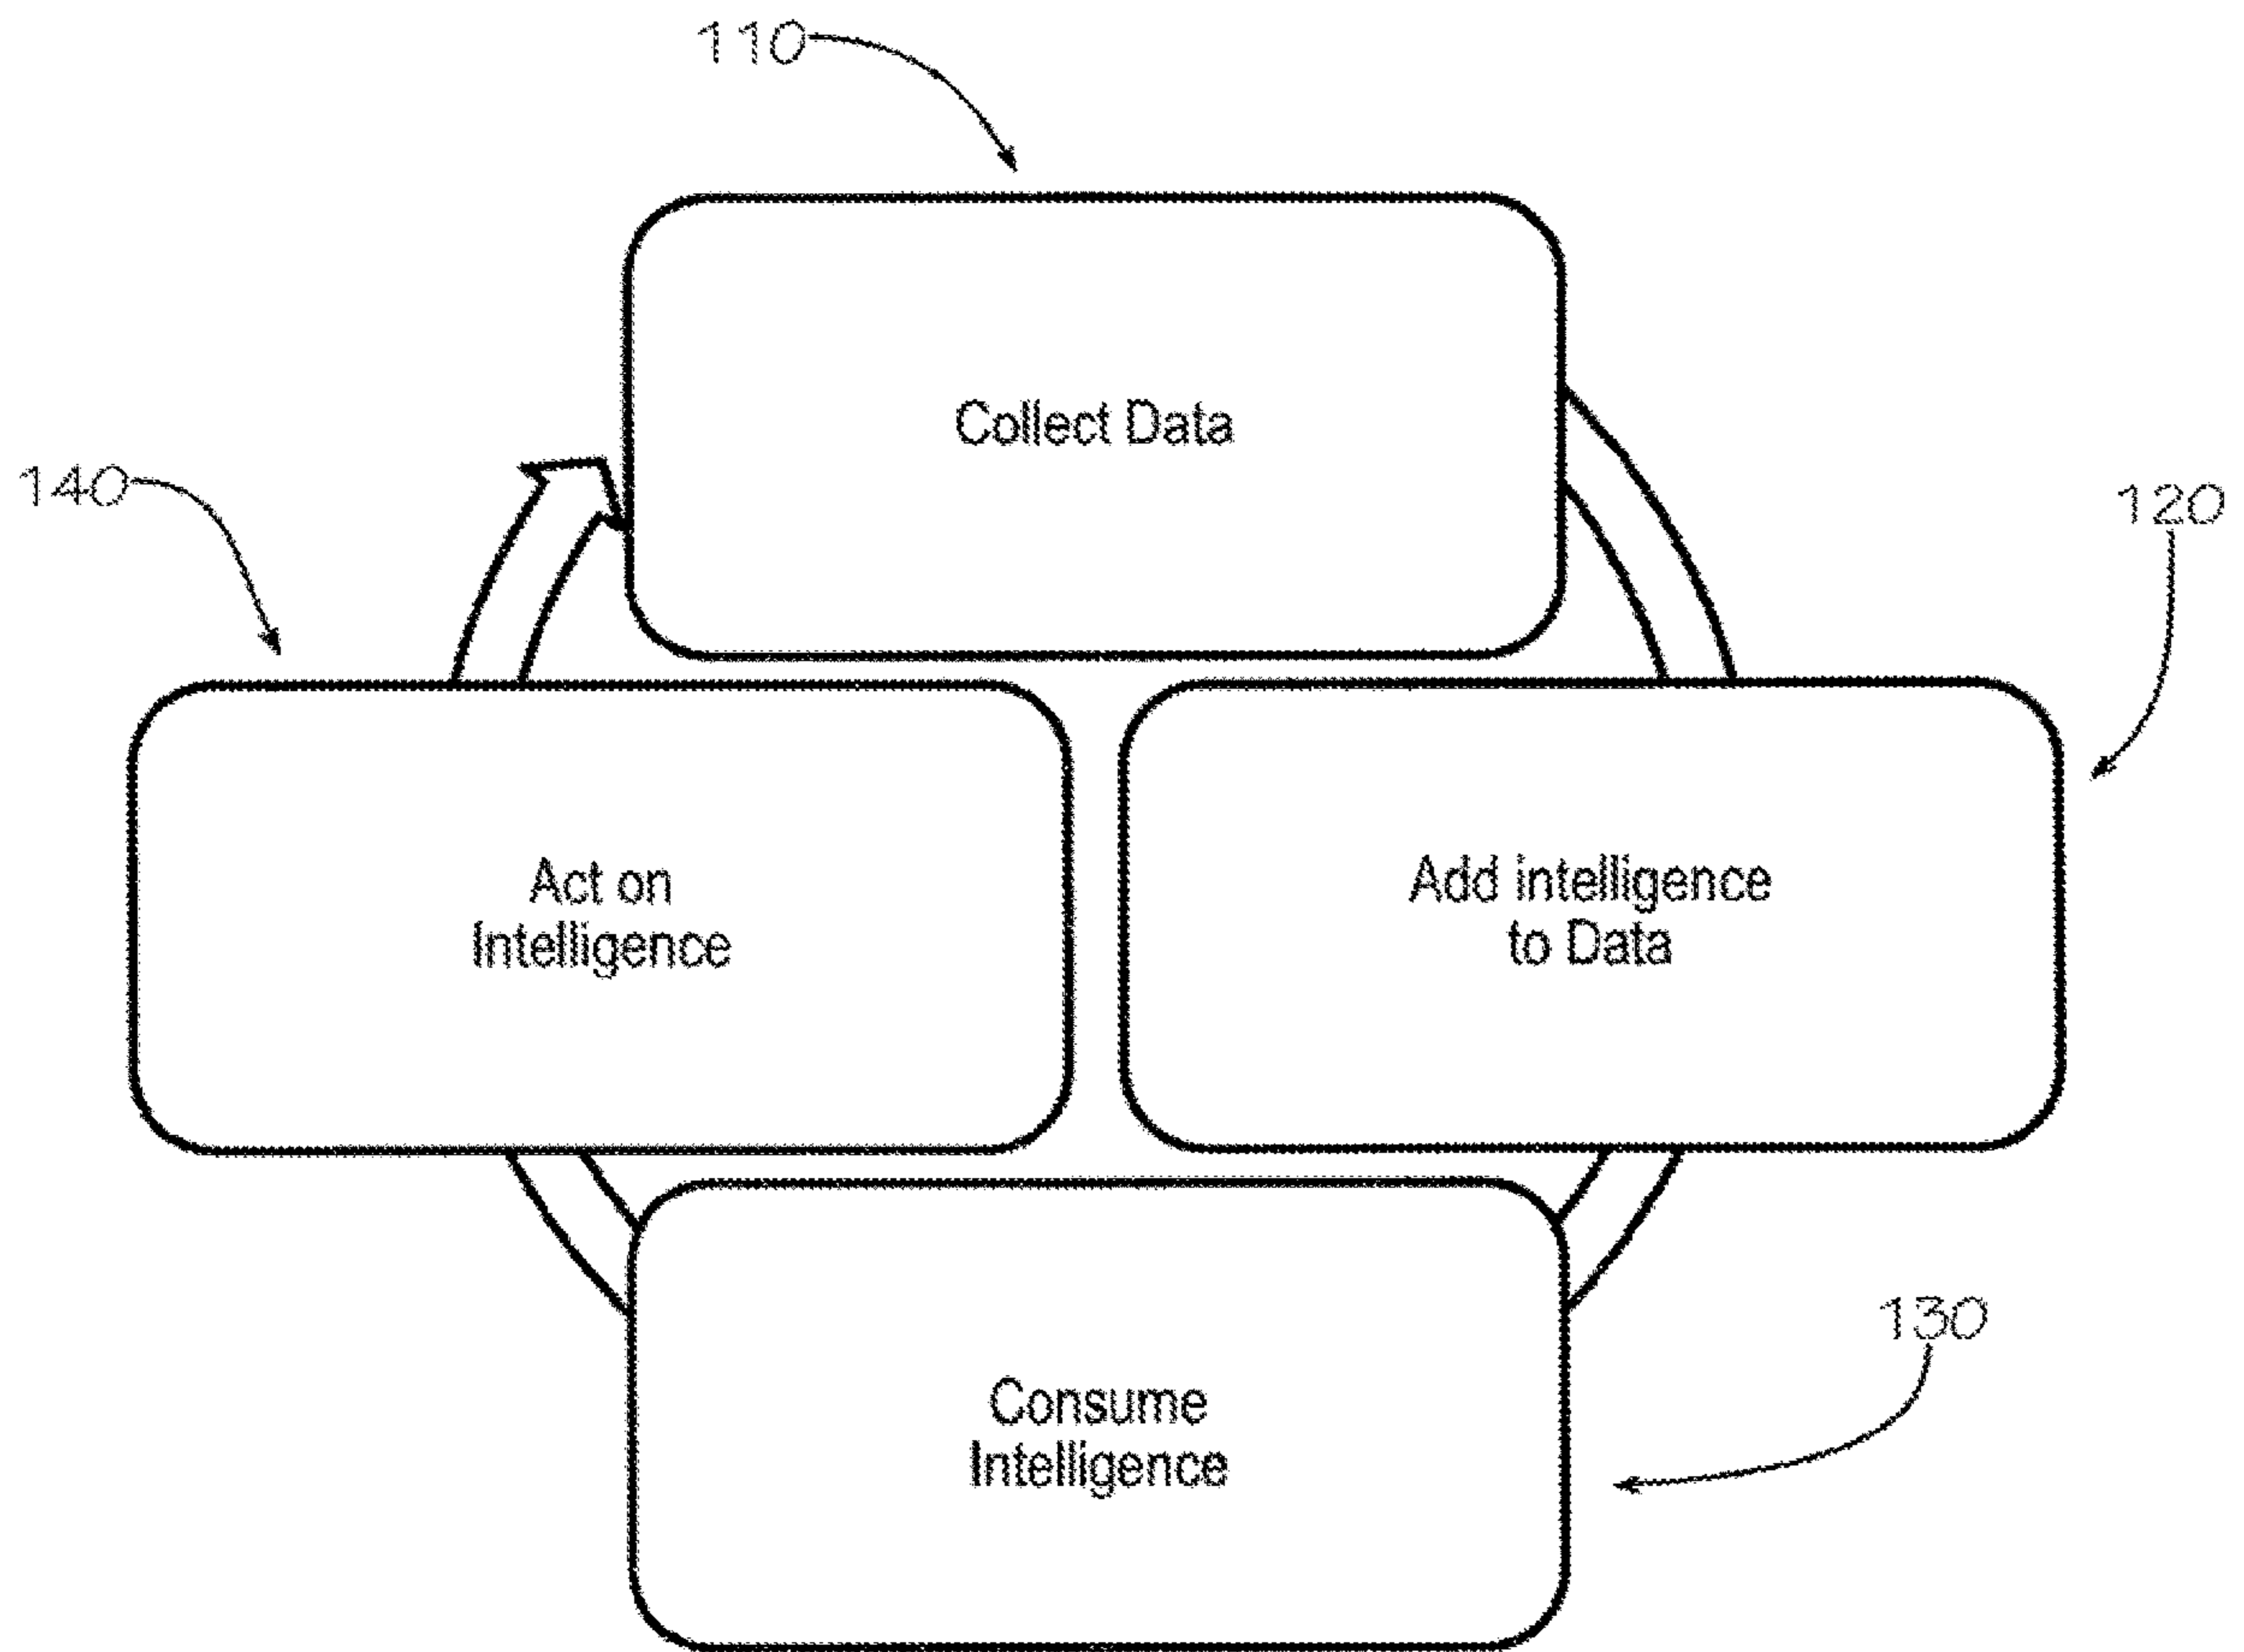 110
Collect Data
140
120
Act on
Intelligence
Add intelligence
to Data
130
Consume
Intelligence